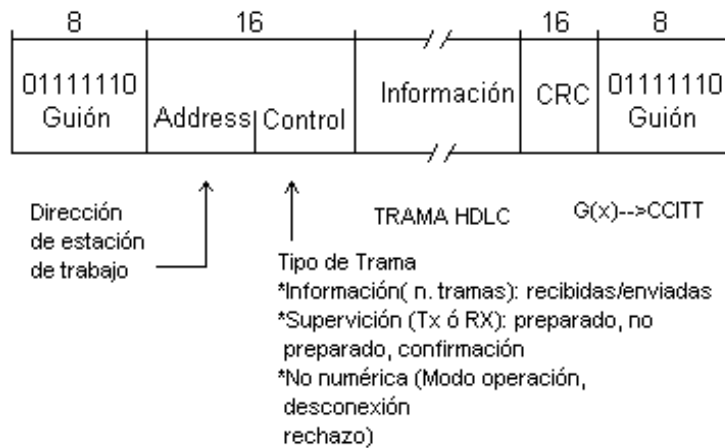 8 16 16 8
01111110 Guión
Address Control
Información
CRC
01111110 Guión
Dirección
de estación
de trabajo
TRAMA HDLC
G(x)-->CCITT
Tipo de Trama
*Información( n. tramas): recibidas/enviadas
*Supervición (Tx ó RX): preparado, no
preparado, confirmación
*No numérica (Modo operación,
desconexión
rechazo)